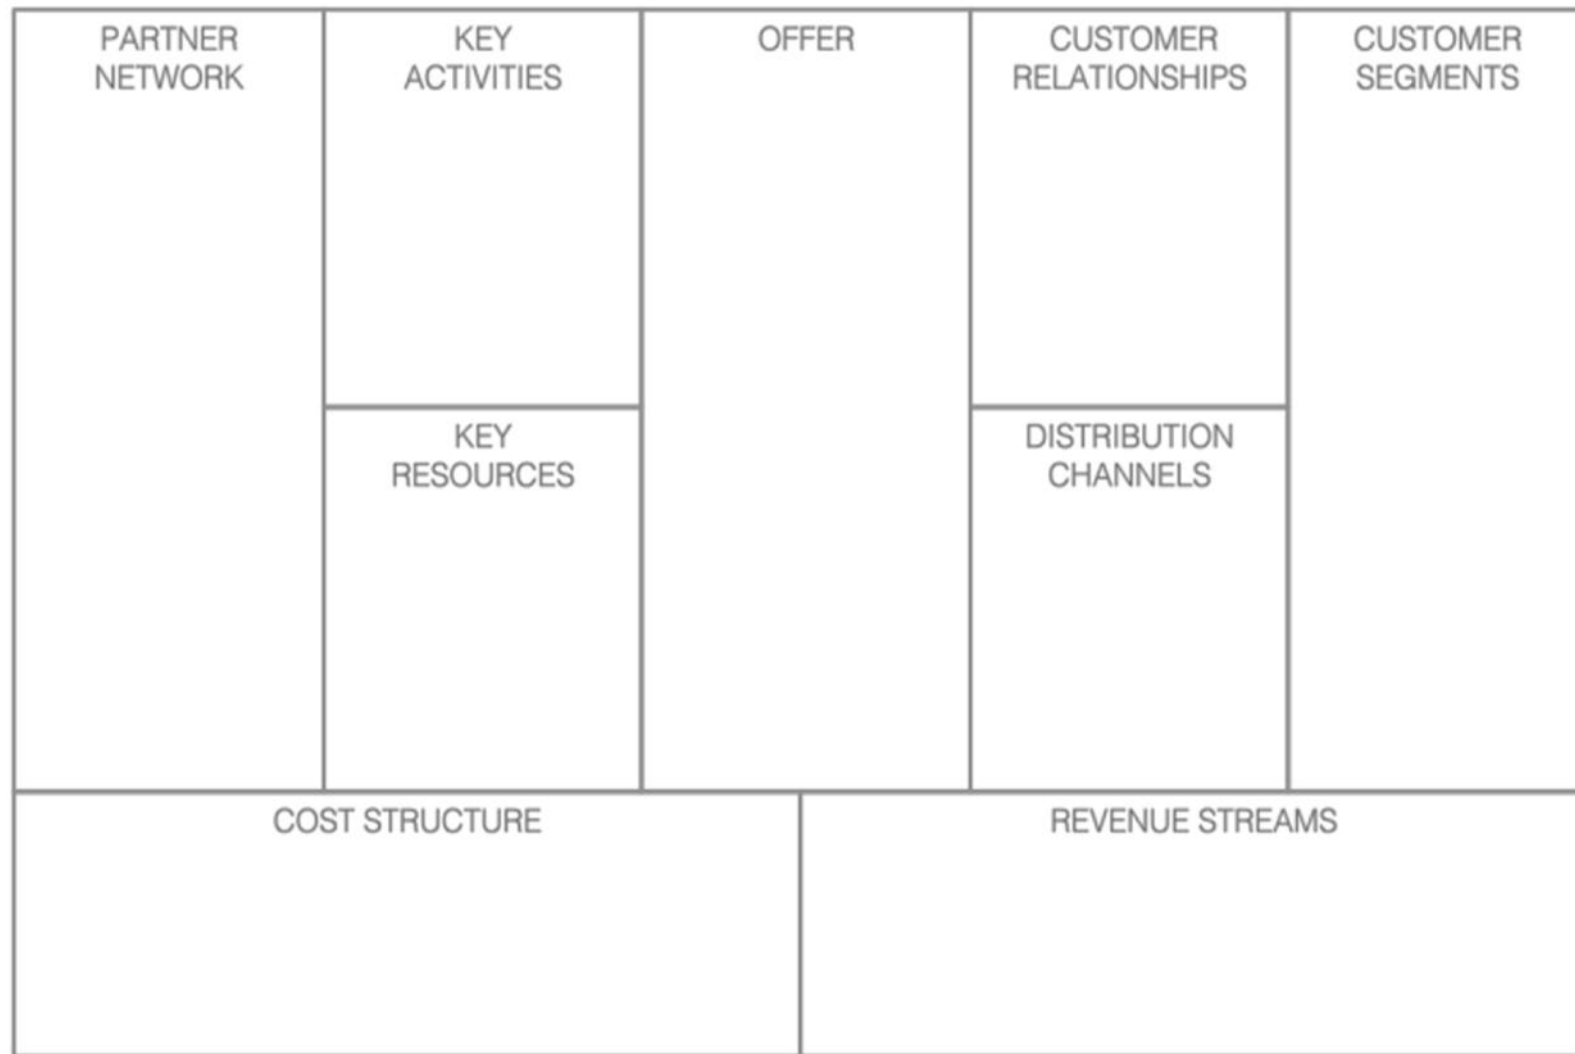 PARTNER
NETWORK
KEY
ACTIVITIES
KEY
RESOURCES
OFFER
CUSTOMER
RELATIONSHIPS
DISTRIBUTION
CHANNELS
CUSTOMER
SEGMENTS
COST STRUCTURE
REVENUE STREAMS